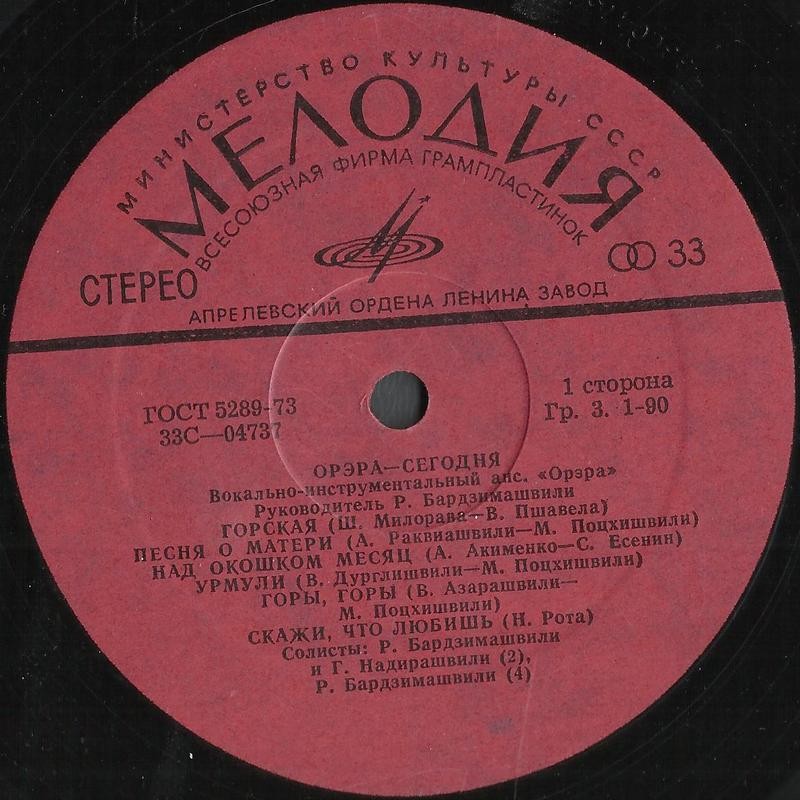 МИНИСТЕРСТВО КУЛЬТУРЫ СССР
МЕЛОДИЯ
ВСЕСОЮЗНАЯ ФИРМА ГРАМПЛАСТИНОК
СТЕРЕО
33
АПРЕЛЕВСКИЙ ОРДЕНА ЛЕНИНА ЗАВОД
ГОСТ 5289-73
33С—04737
1 сторона
Гр. 3. 1-90
ОРЭРА—СЕГОДНЯ
Вокально-инструментальный анс. «Орэра»
Руководитель Р. Бардзимашвили
ГОРСКАЯ (Ш. Милорава—В. Пшавела)
ПЕСНЯ О МАТЕРИ (А. Раквиашвили—М. Поцхишвили)
НАД ОКОШКОМ МЕСЯЦ (А. Акименко—С. Есенин)
УРМУЛИ (В. Дурглишвили—М. Поцхишвили)
ГОРЫ, ГОРЫ (В. Азарашвили—
М. Поцхишвили)
СКАЖИ, ЧТО ЛЮБИШЬ (Н. Рота)
Солисты: Р. Бардзимашвили
и Г. Надирашвили (2),
Р. Бардзимашвили (4)